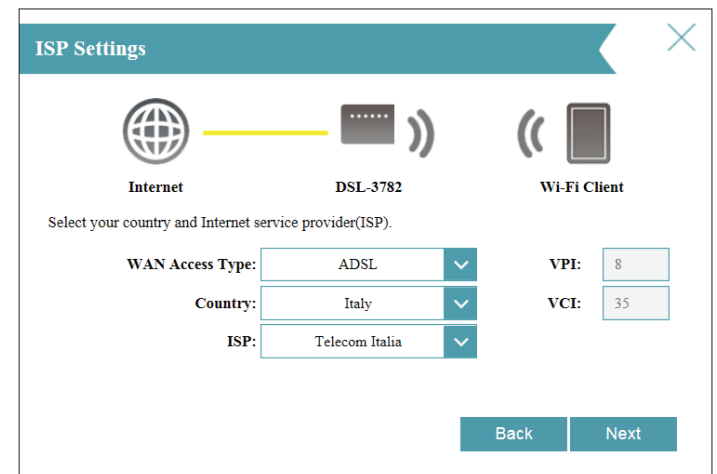 ISP Settings
Internet DSL-3782 Wi-Fi Client
Select your country and Internet service provider(ISP).
WAN Access Type: ADSL VPI: 8
Country: Italy VCI: 35
ISP: Telecom Italia
Back Next